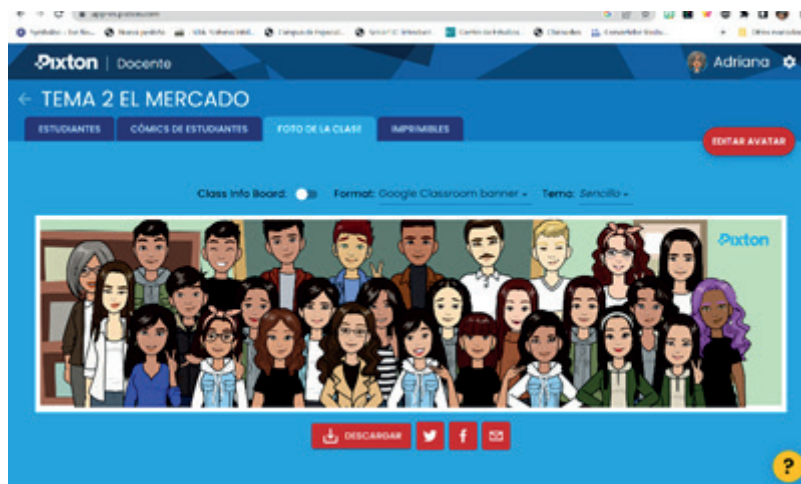 Pixton | Docente
Adriana
← TEMA 2 EL MERCADO
ESTUDIANTES
CÓMICS DE ESTUDIANTES
FOTO DE LA CLASE
IMPRIMIBLES
EDITAR AVATAR
Class Info Board: Format: Google Classroom banner Tema: Sencillo
Pixton
DESCARGAR
?